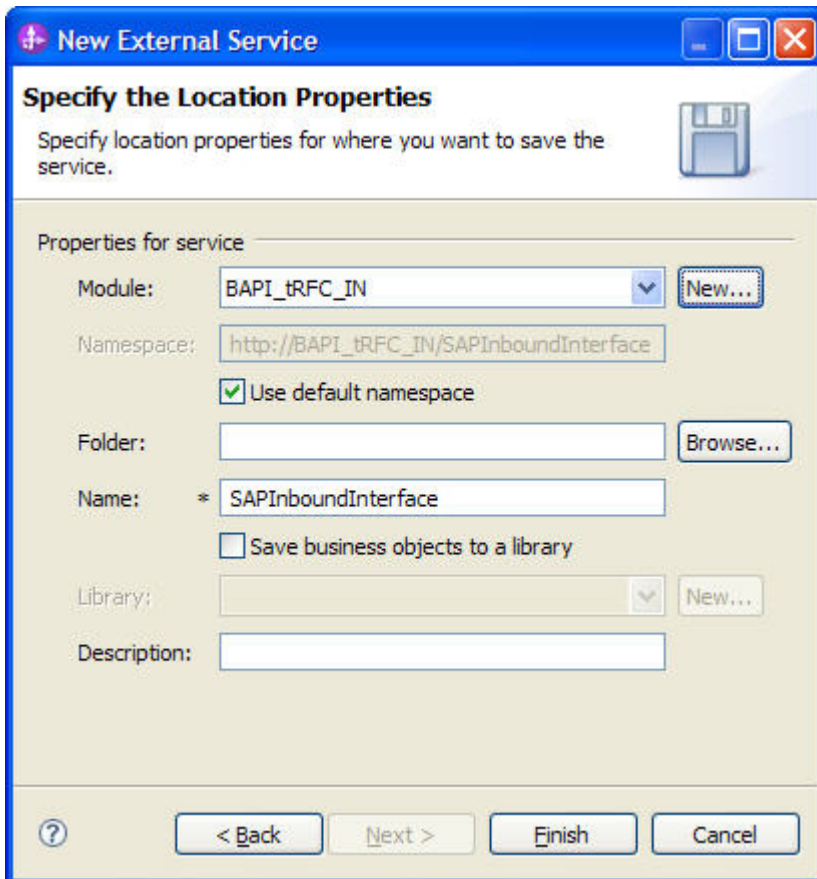 New External Service
Specify the Location Properties
Specify location properties for where you want to save the
service.
Properties for service
Module: BAPI_tRFC_IN New...
Namespace: http://BAPI_tRFC_IN/SAPInboundInterface
Use default namespace
Folder: Browse...
Name: * SAPInboundInterface
Save business objects to a library
Library: New...
Description:
? < Back Next > Finish Cancel